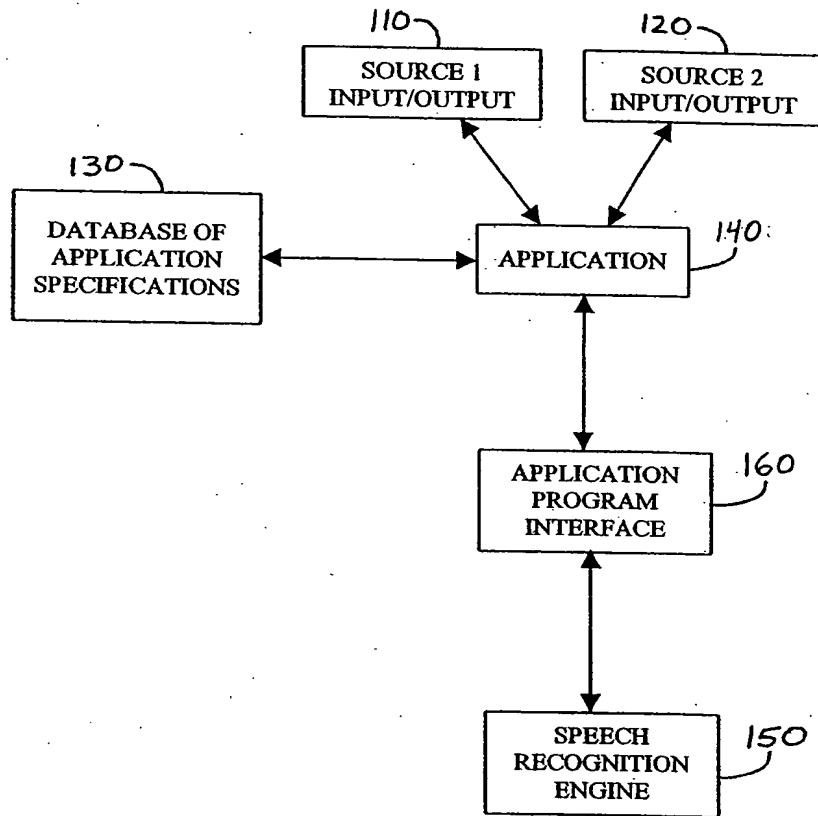 110
120
SOURCE 1
INPUT/OUTPUT
SOURCE 2
INPUT/OUTPUT
130
DATABASE OF
APPLICATION
SPECIFICATIONS
APPLICATION
140
APPLICATION
PROGRAM
INTERFACE
160
SPEECH
RECOGNITION
ENGINE
150